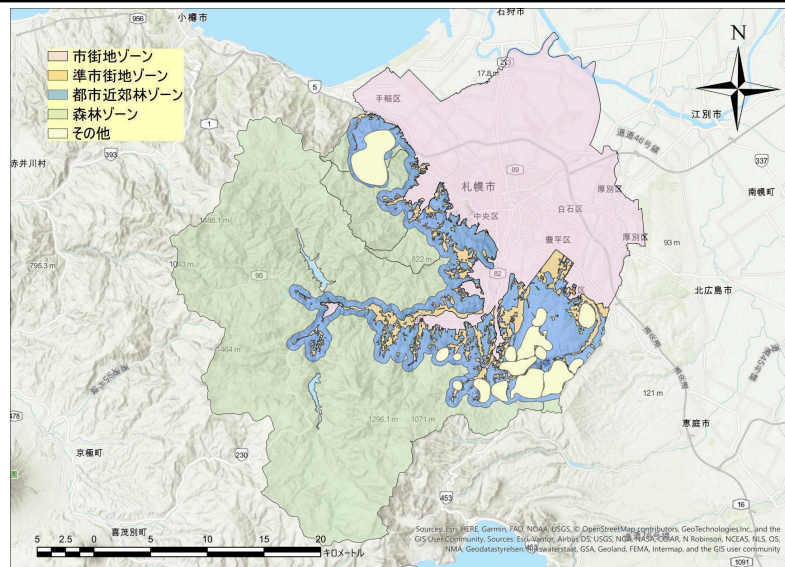 956
小樽市
石狩市
N
市街地ゾーン
準市街地ゾーン
都市近郊林ゾーン
森林ゾーン
その他
17.8 m
5
手稲区
江別市
1
道道46号線
393
赤井川村
337
89
札幌市
厚別区
南幌町
中央区
白石区
1488.1 m
豊平区
厚別区
93 m
822 m
795.3 m
1043 m
82
95
北広島市
1464 m
121 m
1296.1 m
1071 m
478
恵庭市
京極町
230
453
16
喜茂別町
5 2.5 0 5 10 15 20
キロメートル
Sources: Esri, HERE, Garmin, FAO, NOAA, USGS, © OpenStreetMap contributors, GeoTechnologies, Inc., and the
GIS User Community, Sources: Esri, Vantor, Airbus DS, USGS, NGA, NASA, CGIAR, N Robinson, NCEAS, NLS, OS,
NMA, Geodatastyrelsen, Rijkswaterstaat, GSA, Geoland, FEMA, Intermap, and the GIS user community
1091